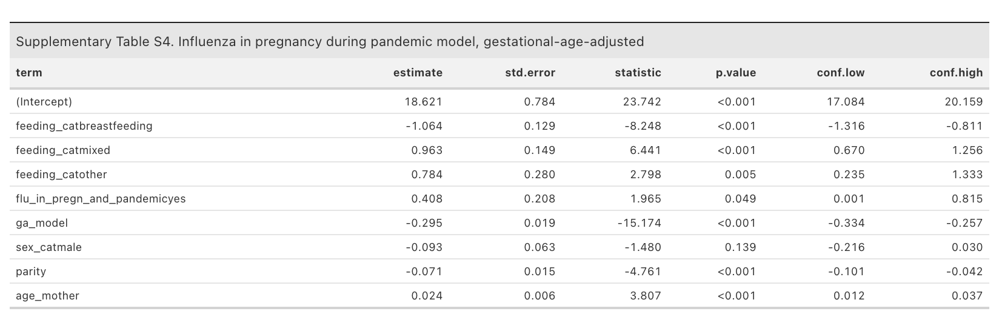 Supplementary Table S4. Influenza in pregnancy during pandemic model, gestational-age-adjusted
term estimate std.error statistic p.value conf.low conf.high
(Intercept) 18.621 0.784 23.742 <0.001 17.084 20.159
feeding_catbreastfeeding -1.064 0.129 -8.248 <0.001 -1.316 -0.811
feeding_catmixed 0.963 0.149 6.441 <0.001 0.670 1.256
feeding_catother 0.784 0.280 2.798 0.005 0.235 1.333
flu_in_pregn_and_pandemicyes 0.408 0.208 1.965 0.049 0.001 0.815
ga_model -0.295 0.019 -15.174 <0.001 -0.334 -0.257
sex_catmale -0.093 0.063 -1.480 0.139 -0.216 0.030
parity -0.071 0.015 -4.761 <0.001 -0.101 -0.042
age_mother 0.024 0.006 3.807 <0.001 0.012 0.037